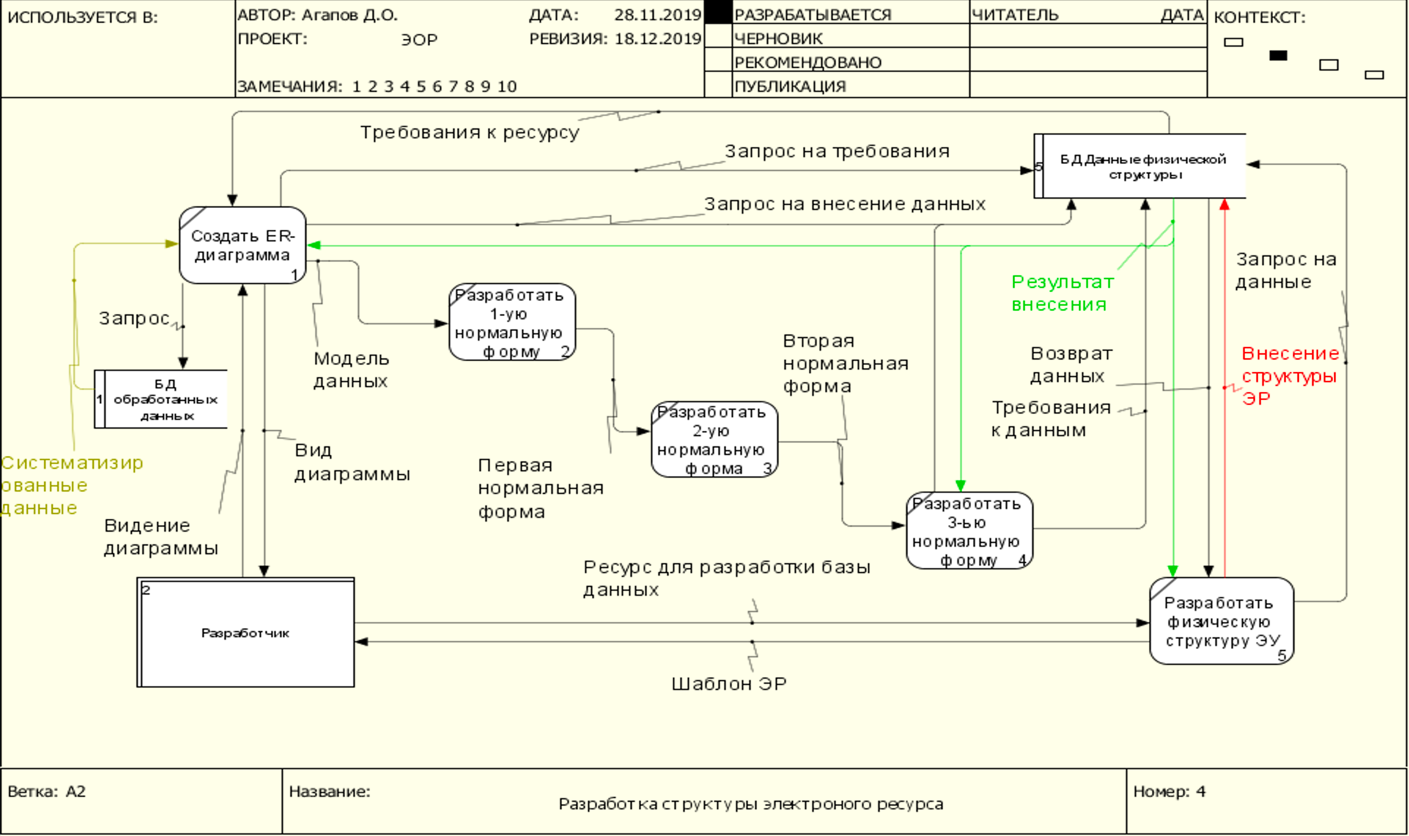 ИСПОЛЬЗУЕТСЯ В:
АВТОР: Агапов Д.О.
ДАТА: 28.11.2019
ПРОЕКТ: ЭОР
РЕВИЗИЯ: 18.12.2019
ЗАМЕЧАНИЯ: 1 2 3 4 5 6 7 8 9 10
РАЗРАБАТЫВАЕТСЯ
ЧЕРНОВИК
РЕКОМЕНДОВАНО
ПУБЛИКАЦИЯ
ЧИТАТЕЛЬ ДАТА
КОНТЕКСТ:
Требования к ресурсу
Запрос на требования
Запрос на внесение данных
5
БД Данные физической
структуры
Создать ER-
диаграмма
1
Запрос
БД
обработанных
данных
1
Систематизир
ованные
данные
Видение
диаграммы
Вид
диаграммы
Модель
данных
Разработать
1-ую
нормальную
форму 2
Первая
нормальная
форма
Разработать
2-ую
нормальную
форма 3
Вторая
нормальная
форма
Разработать
3-ью
нормальную
форму 4
Результат
внесения
Возврат
данных
Требования
к данным
Запрос на
данные
Внесение
структуры
ЭР
2
Разработчик
Ресурс для разработки базы
данных
Шаблон ЭР
Разработать
физическую
структуру ЭУ
5
Ветка: A2
Название:
Разработка структуры электроного ресурса
Номер: 4